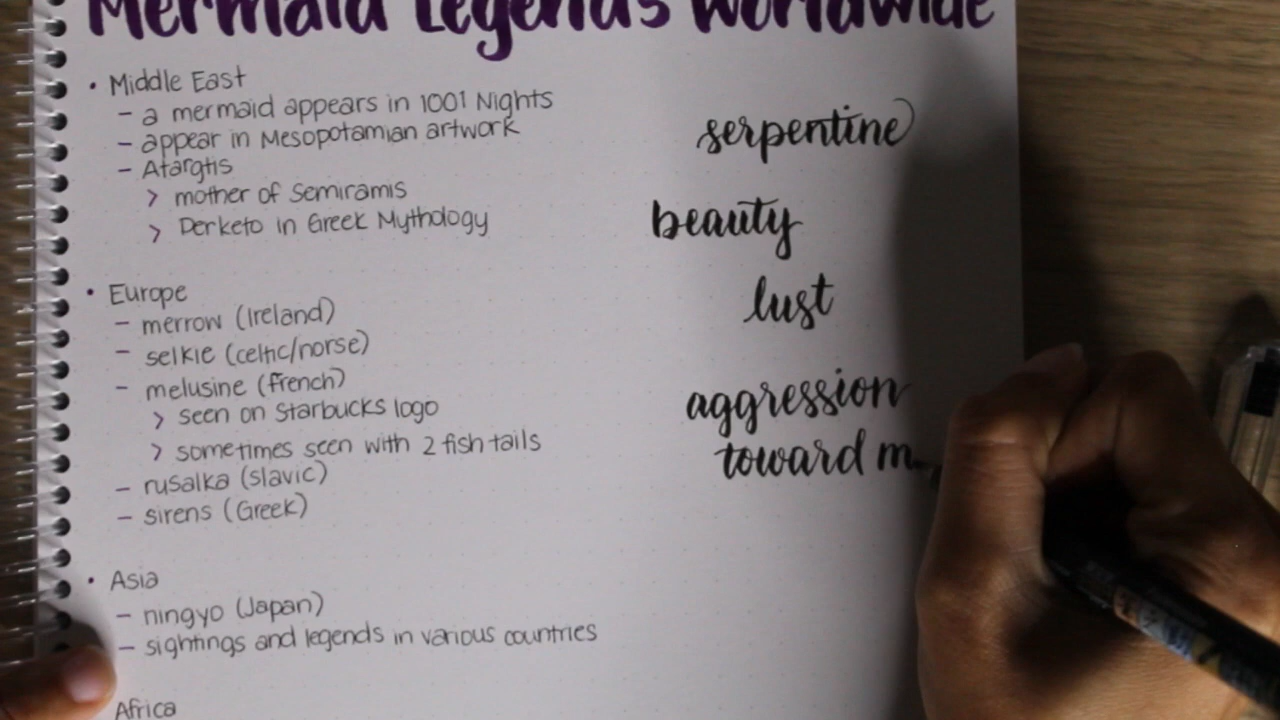 Mermaid Legends Worldwide
• Middle East
- a mermaid appears in 1001 Nights
- appear in Mesopotamian artwork
- Atargtis
> mother of Semiramis
> Derketo in Greek Mythology
• Europe
- merrow (Ireland)
- selkie (celtic/norse)
- melusine (french)
> seen on Starbucks logo
> sometimes seen with 2 fish tails
- rusalka (slavic)
- sirens (Greek)
• Asia
- ningyo (Japan)
- sightings and legends in various countries
Africa
serpentine
beauty
lust
aggression
toward m